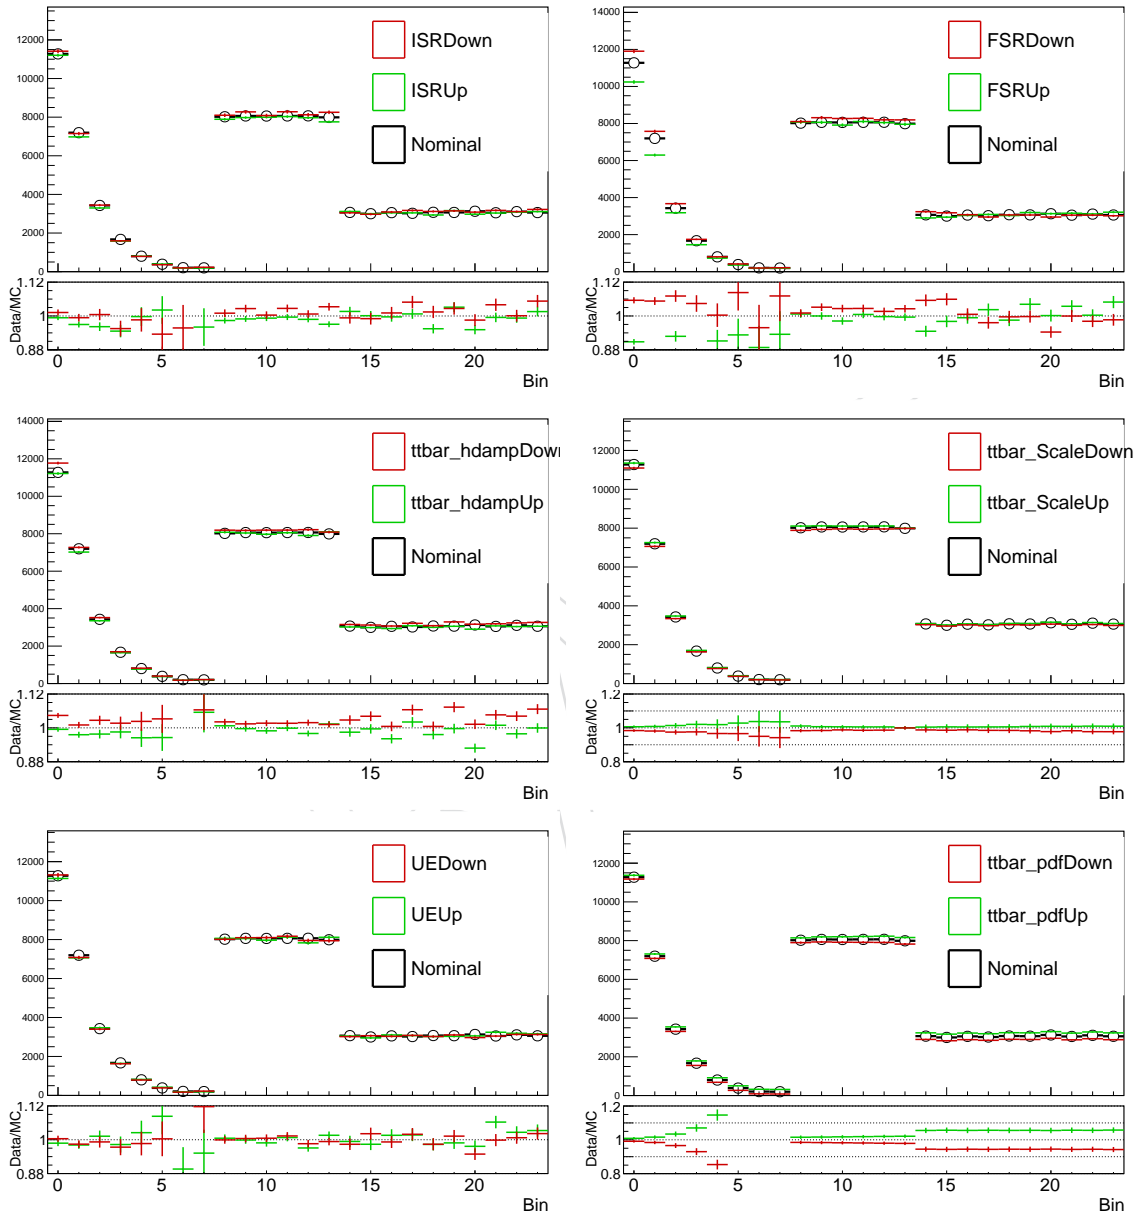 ISRDown
ISRUp
Nominal
12000
10000
8000
6000
4000
2000
0
Data/MC
1.12
1
0.88
0 5 10 15 20
Bin
FSRDown
FSRUp
Nominal
14000
12000
10000
8000
6000
4000
2000
0
Data/MC
1.12
1
0.88
0 5 10 15 20
Bin
ttbar_hdampDown
ttbar_hdampUp
Nominal
14000
12000
10000
8000
6000
4000
2000
0
Data/MC
1.12
1
0.88
0 5 10 15 20
Bin
ttbar_ScaleDown
ttbar_ScaleUp
Nominal
12000
10000
8000
6000
4000
2000
0
Data/MC
1.2
1
0.8
0 5 10 15 20
Bin
UEDown
UEUp
Nominal
12000
10000
8000
6000
4000
2000
0
Data/MC
1.12
1
0.88
0 5 10 15 20
Bin
ttbar_pdfDown
ttbar_pdfUp
Nominal
12000
10000
8000
6000
4000
2000
0
Data/MC
1.2
1
0.8
0 5 10 15 20
Bin